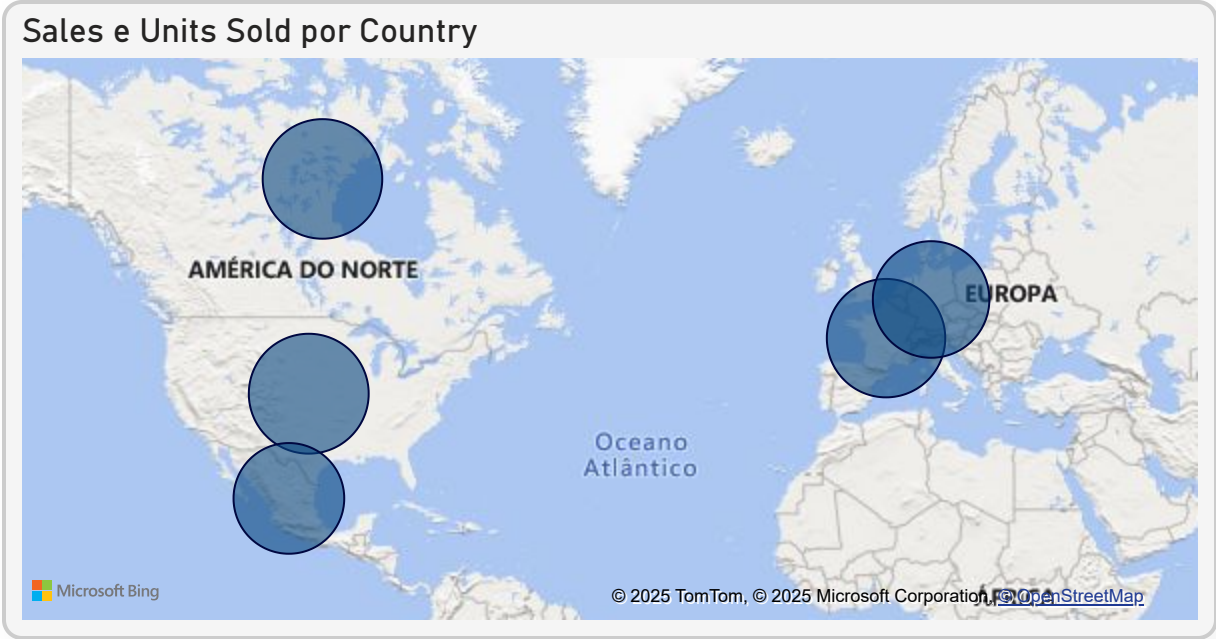 Sales e Units Sold por Country
AMÉRICA DO NORTE
EUROPA
Oceano
Atlântico
ÁFRICA
Microsoft Bing
© 2025 TomTom, © 2025 Microsoft Corporation, © OpenStreetMap